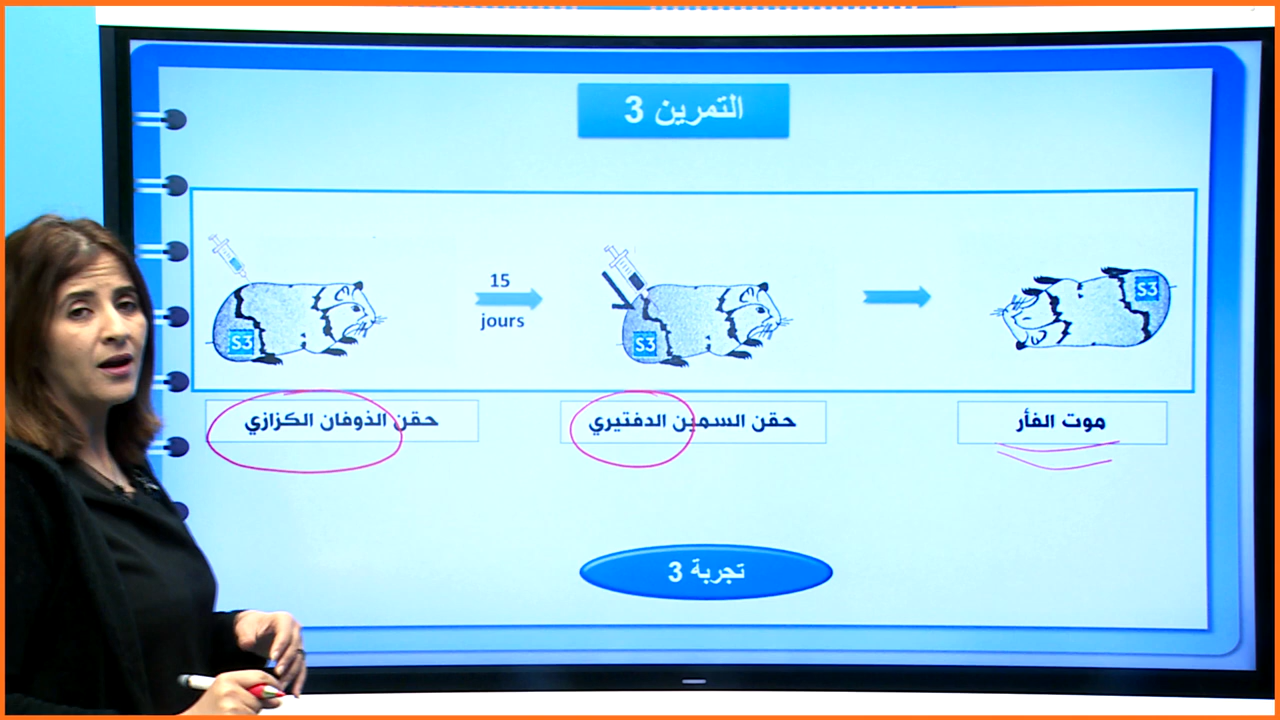 التمرين 3
S3
15
jours
S3
S3
حقن الذوفان الكزازي
حقن السمين الدفتيري
موت الفأر
تجربة 3